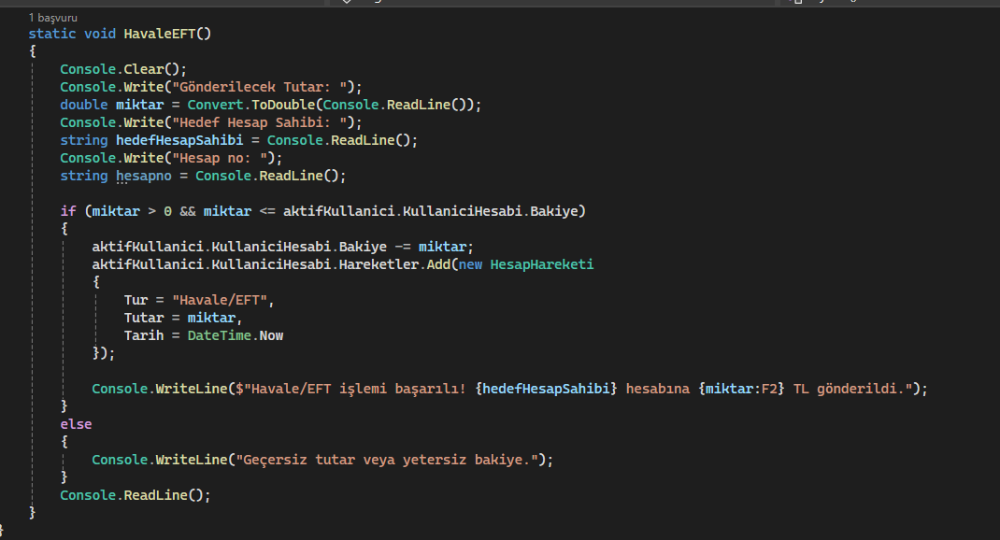 1 başvuru
static void HavaleEFT()
{
Console.Clear();
Console.Write("Gönderilecek Tutar: ");
double miktar = Convert.ToDouble(Console.ReadLine());
Console.Write("Hedef Hesap Sahibi: ");
string hedefHesapSahibi = Console.ReadLine();
Console.Write("Hesap no: ");
string hesapno = Console.ReadLine();
if (miktar > 0 && miktar <= aktifKullanici.KullaniciHesabi.Bakiye)
{
aktifKullanici.KullaniciHesabi.Bakiye -= miktar;
aktifKullanici.KullaniciHesabi.Hareketler.Add(new HesapHareketi
{
Tur = "Havale/EFT",
Tutar = miktar,
Tarih = DateTime.Now
});
Console.WriteLine($"Havale/EFT işlemi başarılı! {hedefHesapSahibi} hesabına {miktar:F2} TL gönderildi.");
}
else
{
Console.WriteLine("Geçersiz tutar veya yetersiz bakiye.");
}
Console.ReadLine();
}
}